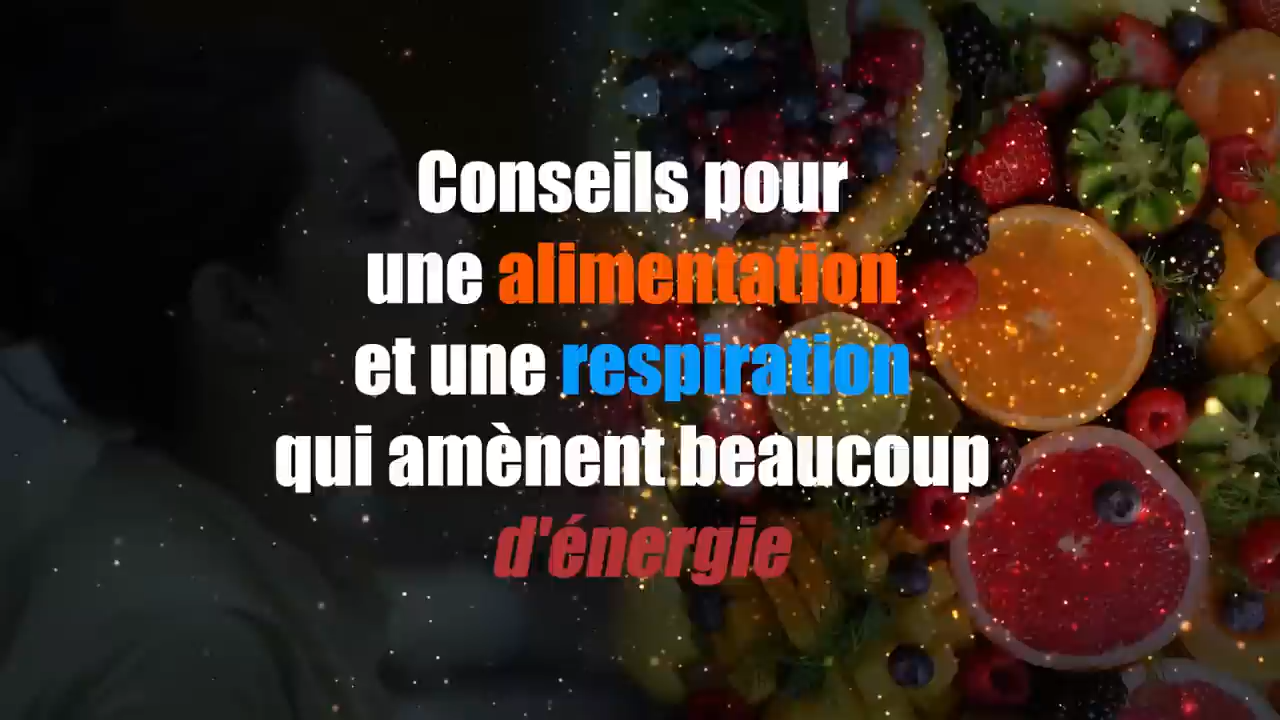 Conseils pour
une alimentation
et une respiration
qui amènent beaucoup
d'énergie